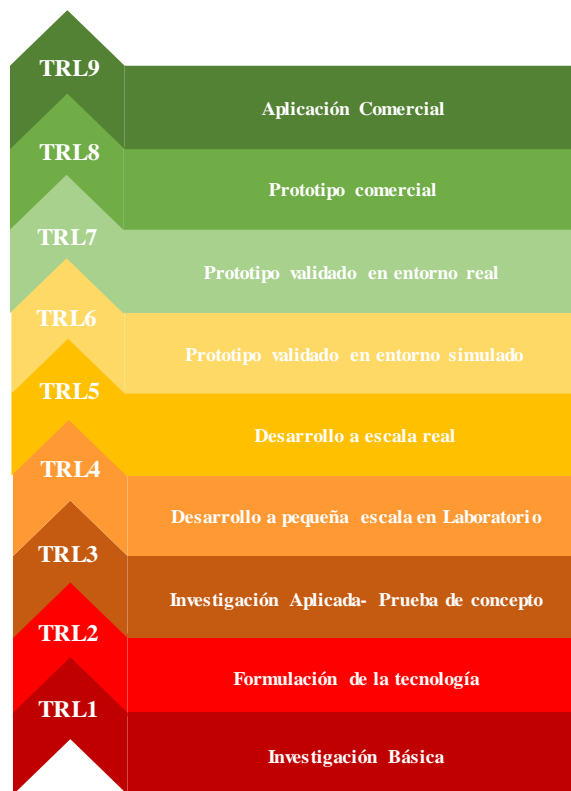 TRL9
Aplicación Comercial
TRL8
Prototipo comercial
TRL7
Prototipo validado en entorno real
TRL6
Prototipo validado en entorno simulado
TRL5
Desarrollo a escala real
TRL4
Desarrollo a pequeña escala en Laboratorio
TRL3
Investigación Aplicada- Prueba de concepto
TRL2
Formulación de la tecnología
TRL1
Investigación Básica